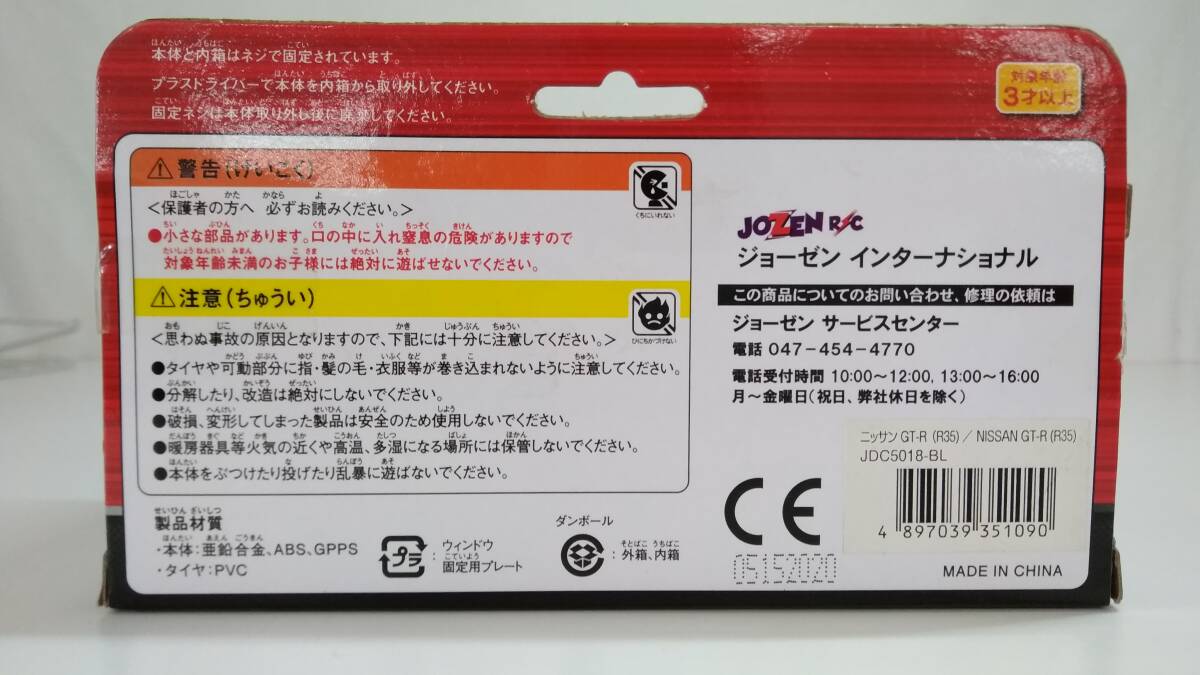 本体と内箱はネジで固定されています。
プラスドライバーで本体を内箱から取り外してください。
固定ネジは本体取り外し後に廃棄してください。
対象年齢
3才以上
⚠警告(けいこく)
くちにいれない
<保護者の方へ 必ずお読みください。>
●小さな部品があります。口の中に入れ窒息の危険がありますので
対象年齢未満のお子様には絶対に遊ばせないでください。
⚠注意(ちゅうい)
ひにちかづけない
<思わぬ事故の原因となりますので、下記には十分に注意してください。>
●タイヤや可動部分に指・髪の毛・衣服等が巻き込まれないように注意してください。
●分解したり、改造は絶対にしないでください。
●破損、変形してしまった製品は安全のため使用しないでください。
●暖房器具等火気の近くや高温、多湿になる場所には保管しないでください。
●本体をぶつけたり投げたり乱暴に遊ばないでください。
製品材質
・本体:亜鉛合金、ABS、GPPS
・タイヤ:PVC
プラ
: ウィンドウ
固定用プレート
ダンボール
: 外箱、内箱
JOZEN R/C
ジョーゼン インターナショナル
この商品についてのお問い合わせ、修理の依頼は
ジョーゼン サービスセンター
電話 047-454-4770
電話受付時間 10:00〜12:00, 13:00〜16:00
月〜金曜日(祝日、弊社休日を除く)
ニッサン GT-R (R35) / NISSAN GT-R (R35)
JDC5018-BL
4 897039 351090
CE
05152020
MADE IN CHINA